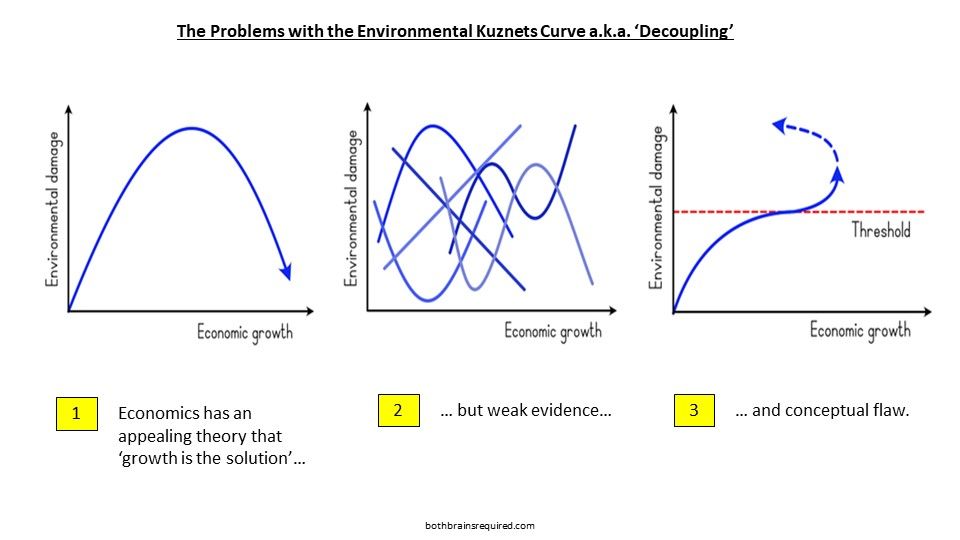 The Problems with the Environmental Kuznets Curve a.k.a. ‘Decoupling’
Environmental damage
Economic growth
Environmental damage
Economic growth
Environmental damage
Threshold
Economic growth
1
Economics has an
appealing theory that
‘growth is the solution’…
2
… but weak evidence…
3
… and conceptual flaw.
bothbrainsrequired.com